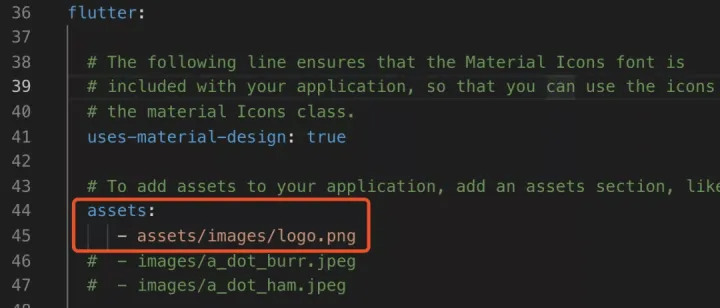 36 flutter:
37
38 # The following line ensures that the Material Icons font is
39 # included with your application, so that you can use the icons
40 # the material Icons class.
41 uses-material-design: true
42
43 # To add assets to your application, add an assets section, like
44 assets:
45 - assets/images/logo.png
46 # - images/a_dot_burr.jpeg
47 # - images/a_dot_ham.jpeg
48